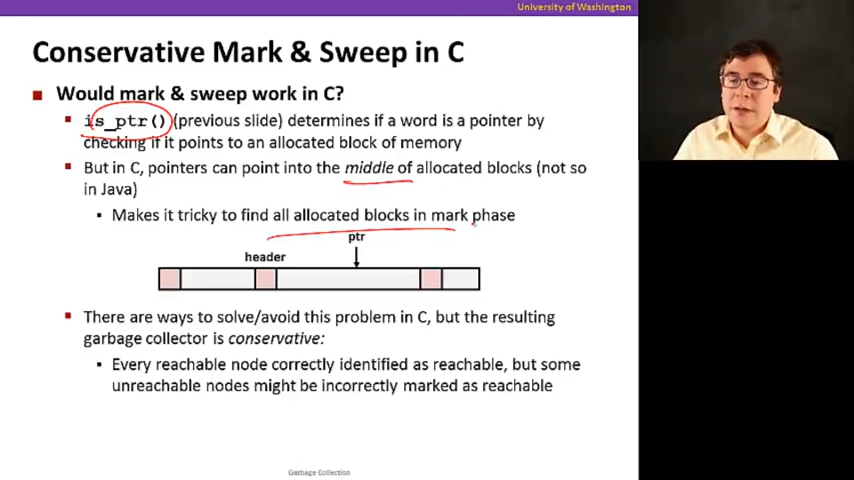 University of Washington
Conservative Mark & Sweep in C
Would mark & sweep work in C?
is_ptr() (previous slide) determines if a word is a pointer by
checking if it points to an allocated block of memory
But in C, pointers can point into the middle of allocated blocks (not so
in Java)
Makes it tricky to find all allocated blocks in mark phase
ptr
header
There are ways to solve/avoid this problem in C, but the resulting
garbage collector is conservative:
Every reachable node correctly identified as reachable, but some
unreachable nodes might be incorrectly marked as reachable
Garbage Collection